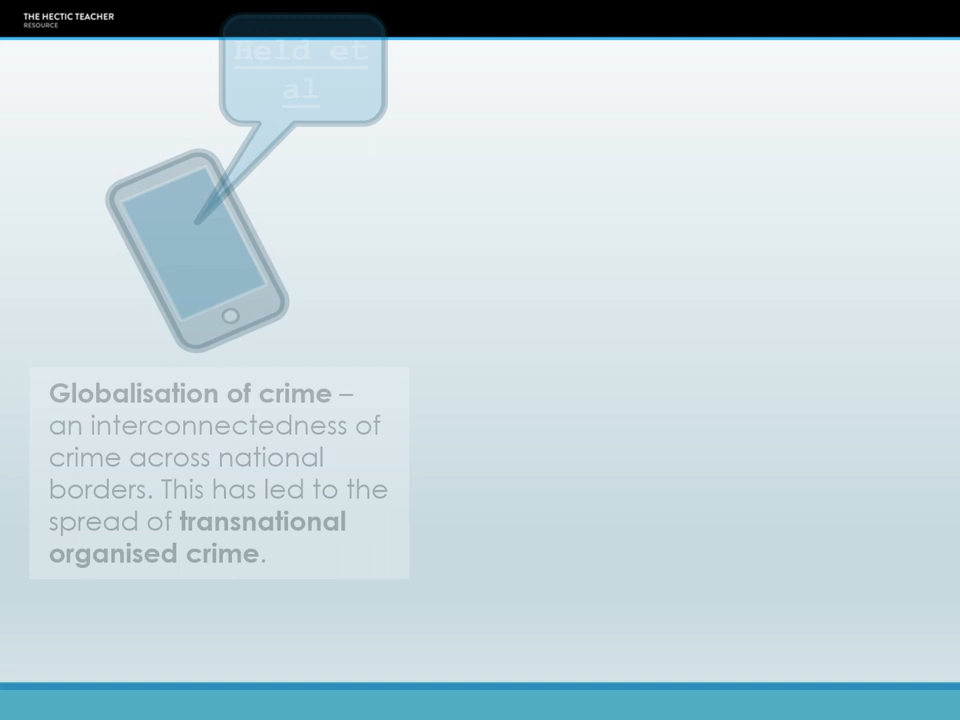 THE HECTIC TEACHER
RESOURCE
Held et
al
Globalisation of crime –
an interconnectedness of
crime across national
borders. This has led to the
spread of transnational
organised crime.